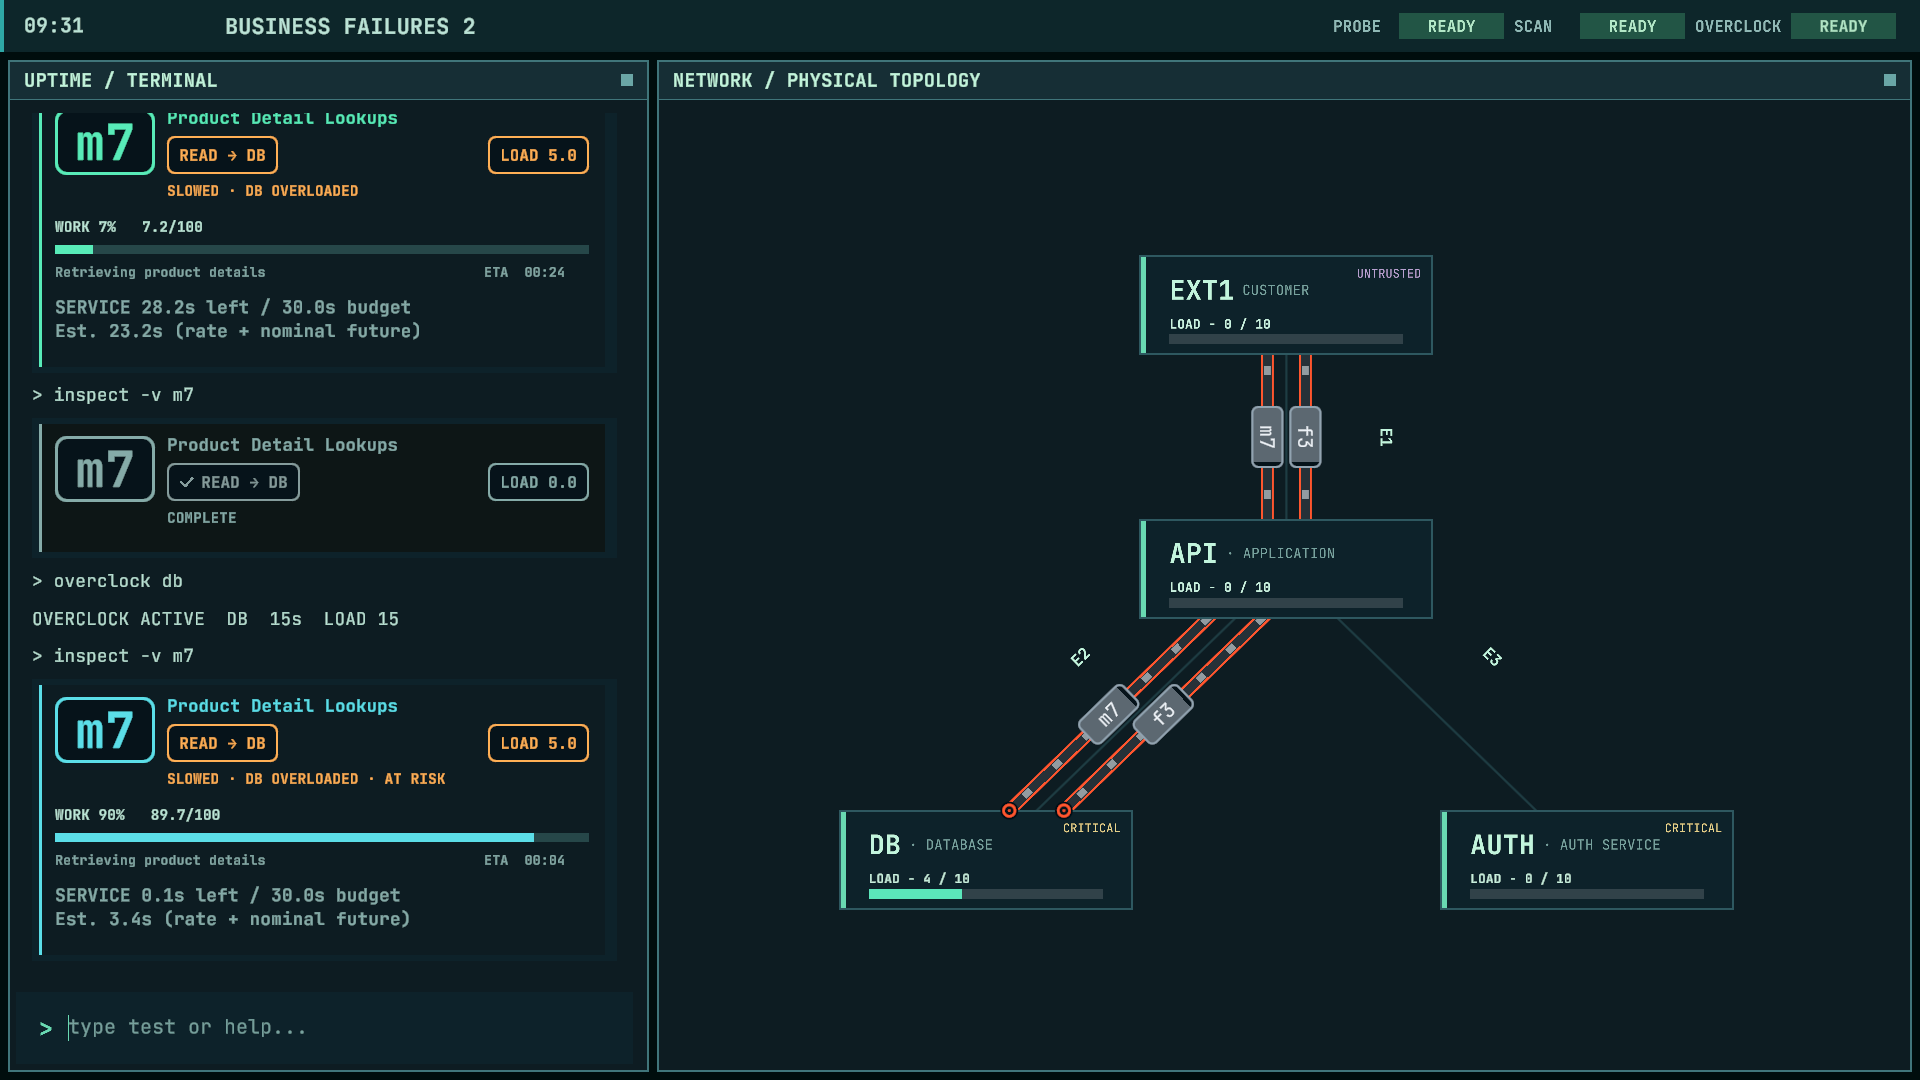 09:31
BUSINESS FAILURES 2
PROBE READY SCAN READY OVERCLOCK READY
UPTIME / TERMINAL
m7
Product Detail Lookups
READ → DB
LOAD 5.0
SLOWED · DB OVERLOADED
WORK 7% 7.2/100
Retrieving product details ETA 00:24
SERVICE 28.2s left / 30.0s budget
Est. 23.2s (rate + nominal future)
> inspect -v m7
m7
Product Detail Lookups
✓ READ → DB
LOAD 0.0
COMPLETE
> overclock db
OVERCLOCK ACTIVE DB 15s LOAD 15
> inspect -v m7
m7
Product Detail Lookups
READ → DB
LOAD 5.0
SLOWED · DB OVERLOADED · AT RISK
WORK 90% 89.7/100
Retrieving product details ETA 00:04
SERVICE 0.1s left / 30.0s budget
Est. 3.4s (rate + nominal future)
> type test or help...
NETWORK / PHYSICAL TOPOLOGY
UNTRUSTED
EXT1 CUSTOMER
LOAD - 0 / 10
m7
f3
E1
API · APPLICATION
LOAD - 0 / 10
E2
E3
m7
f3
CRITICAL
DB · DATABASE
LOAD - 4 / 10
CRITICAL
AUTH · AUTH SERVICE
LOAD - 0 / 10